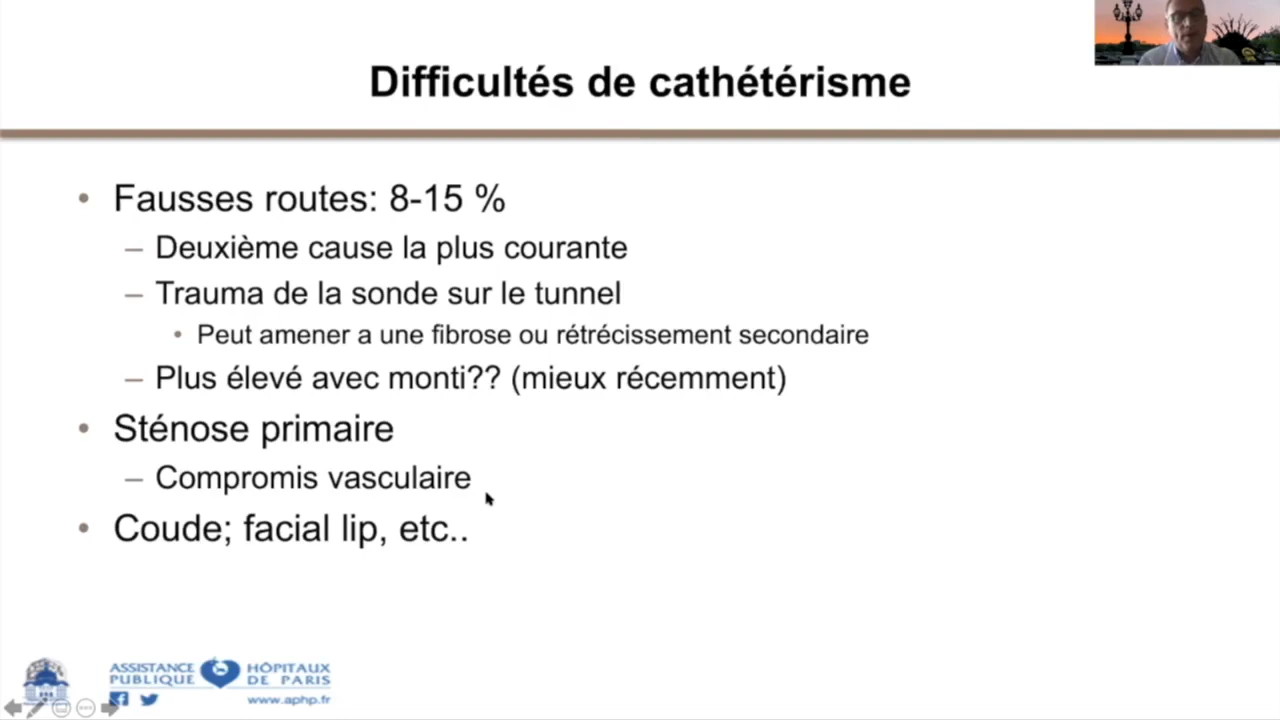 Difficultés de cathétérisme
• Fausses routes: 8-15 %
– Deuxième cause la plus courante
– Trauma de la sonde sur le tunnel
• Peut amener a une fibrose ou rétrécissement secondaire
– Plus élevé avec monti?? (mieux récemment)
• Sténose primaire
– Compromis vasculaire
• Coude; facial lip, etc..
ASSISTANCE PUBLIQUE HÔPITAUX DE PARIS
www.aphp.fr